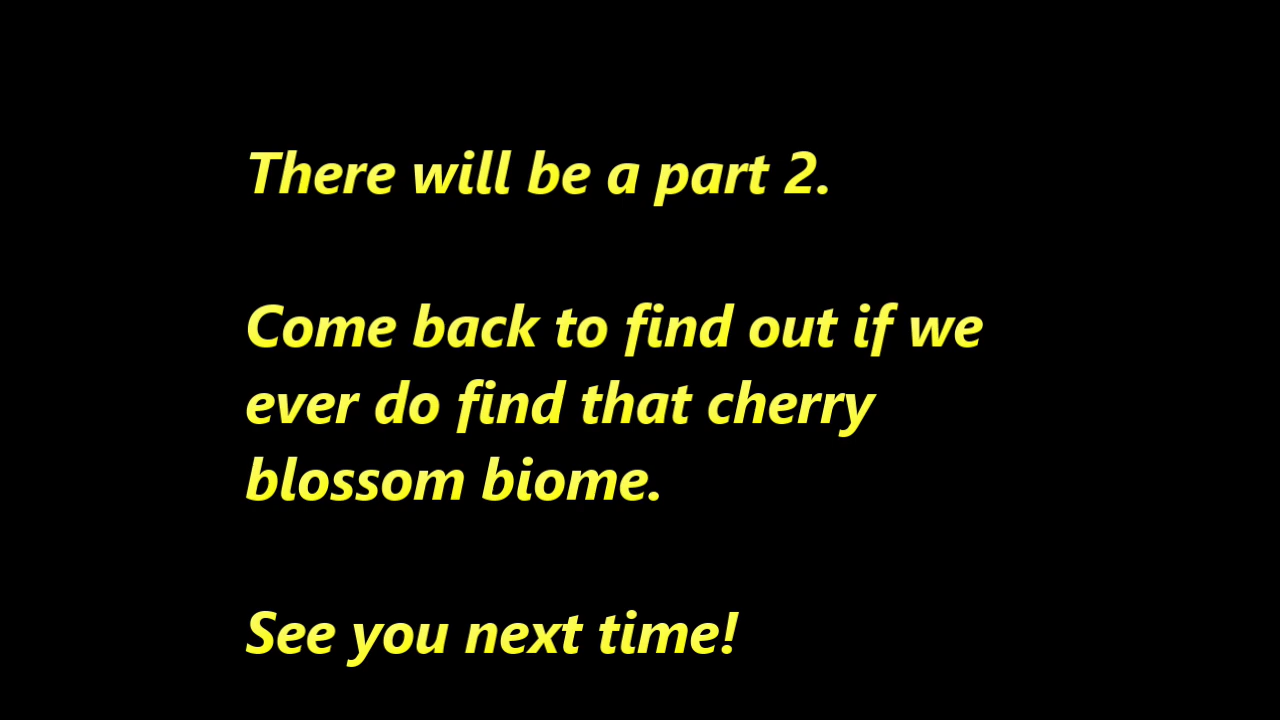 There will be a part 2.
Come back to find out if we
ever do find that cherry
blossom biome.
See you next time!